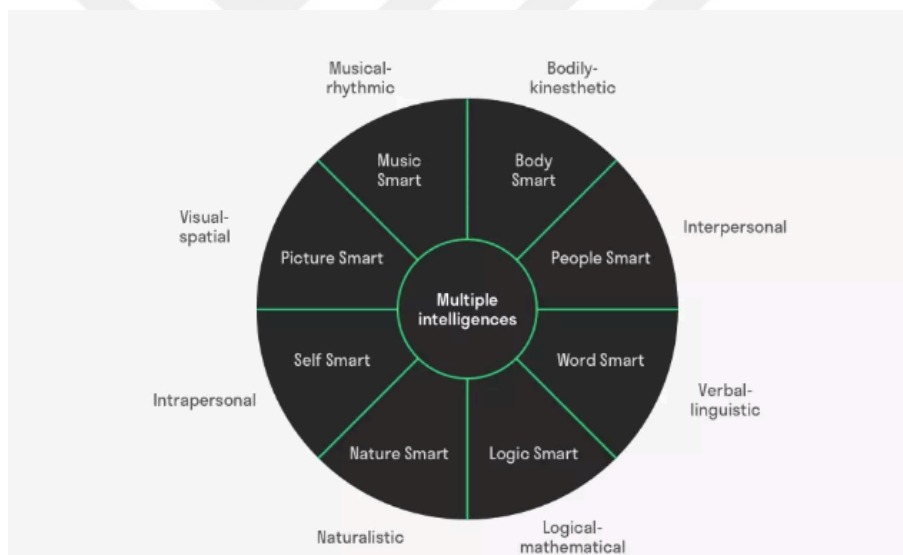 Musical-
rhythmic
Bodily-
kinesthetic
Music
Smart
Body
Smart
Visual-
spatial
Interpersonal
Picture Smart
People Smart
Multiple
intelligences
Self Smart
Word Smart
Intrapersonal
Verbal-
linguistic
Nature Smart
Logic Smart
Naturalistic
Logical-
mathematical